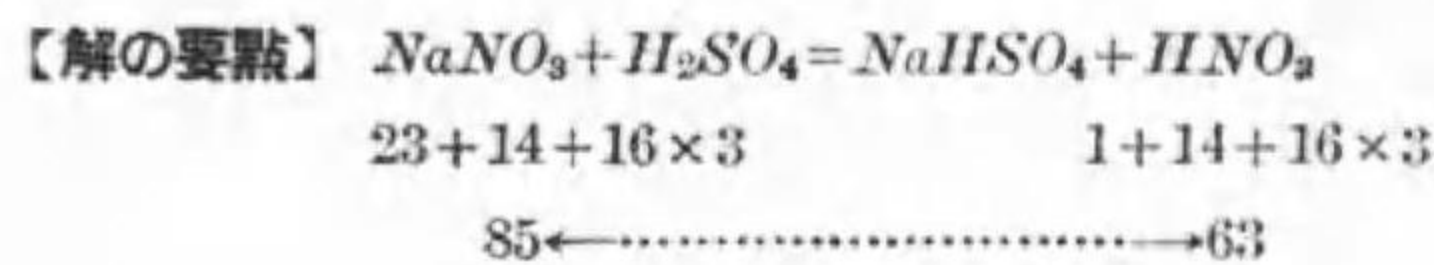 【解の要點】 NaNO₃+H₂SO₄=NaHSO₄+HNO₃
23+14+16×3 1+14+16×3
85←························→63